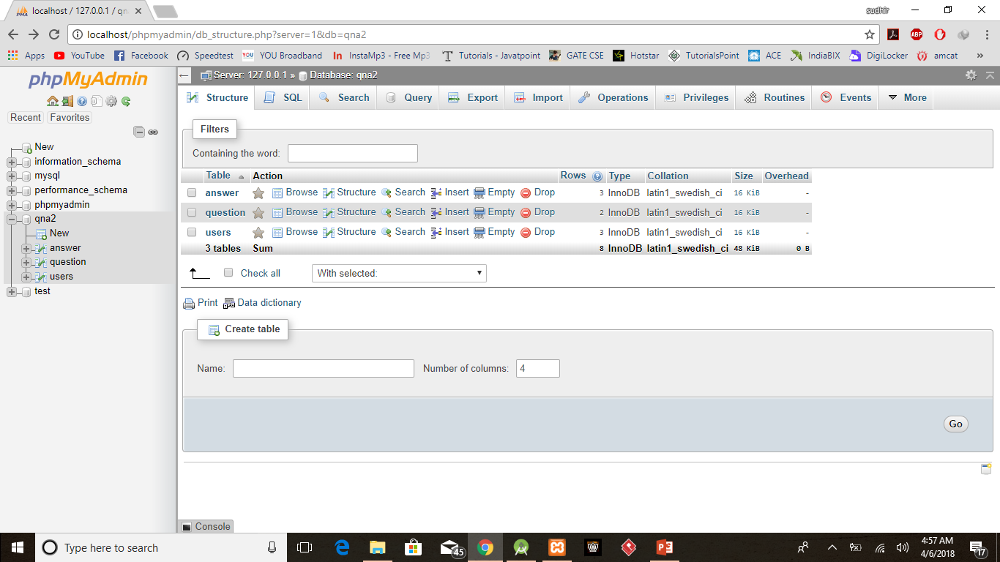 localhost / 127.0.0.1 / qn
sudhir
localhost/phpmyadmin/db_structure.php?server=1&db=qna2
Apps YouTube Facebook Speedtest YOU YOU Broadband In InstaMp3 - Free Mp3 Tutorials - Javatpoint GATE CSE Hotstar TutorialsPoint ACE IndiaBIX DigiLocker amcat »
phpMyAdmin
Recent Favorites
New
information_schema
mysql
performance_schema
phpmyadmin
qna2
New
answer
question
users
test
Server: 127.0.0.1 » Database: qna2
Structure SQL Search Query Export Import Operations Privileges Routines Events More
Filters
Containing the word:
Table Action Rows Type Collation Size Overhead
answer Browse Structure Search Insert Empty Drop 3 InnoDB latin1_swedish_ci 16 KiB -
question Browse Structure Search Insert Empty Drop 2 InnoDB latin1_swedish_ci 16 KiB -
users Browse Structure Search Insert Empty Drop 3 InnoDB latin1_swedish_ci 16 KiB -
3 tables Sum 8 InnoDB latin1_swedish_ci 48 KiB 0 B
Check all With selected:
Print Data dictionary
Create table
Name: Number of columns: 4
Go
Console
Type here to search
45
4:57 AM
4/6/2018
17